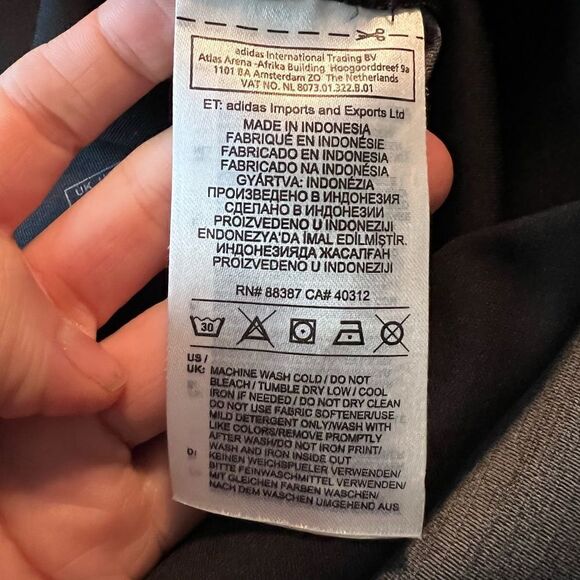 adidas International Trading BV
Atlas Arena -Afrika Building Hoogoorddreef 9a
1101 BA Amsterdam ZO The Netherlands
VAT NO. NL 8073.01.322.B.01
ET: adidas Imports and Exports Ltd
MADE IN INDONESIA
FABRIQUÉ EN INDONÉSIE
FABRICADO EN INDONESIA
FABRICADO NA INDONÉSIA
GYÁRTVA: INDONÉZIA
ПРОИЗВЕДЕНО В ИНДОНЕЗИЯ
СДЕЛАНО В ИНДОНЕЗИИ
PROIZVEDENO U INDONEZIJI
ENDONEZYA'DA İMAL EDİLMİŞTİR.
ИНДОНЕЗИЯДА ЖАСАЛҒАН
PROIZVEDENO U INDONEZIJI
RN# 88387 CA# 40312
30
US /
UK: MACHINE WASH COLD / DO NOT
BLEACH / TUMBLE DRY LOW / COOL
IRON IF NEEDED / DO NOT DRY CLEAN
DO NOT USE FABRIC SOFTENER/USE
MILD DETERGENT ONLY/WASH WITH
LIKE COLORS/REMOVE PROMPTLY
AFTER WASH/DO NOT IRON PRINT/
WASH AND IRON INSIDE OUT
D: KEINEN WEICHSPUELER VERWENDEN/
BITTE FEINWASCHMITTEL VERWENDEN/
MIT GLEICHEN FARBEN WASCHEN/
NACH DEM WASCHEN UMGEHEND AUS
UK